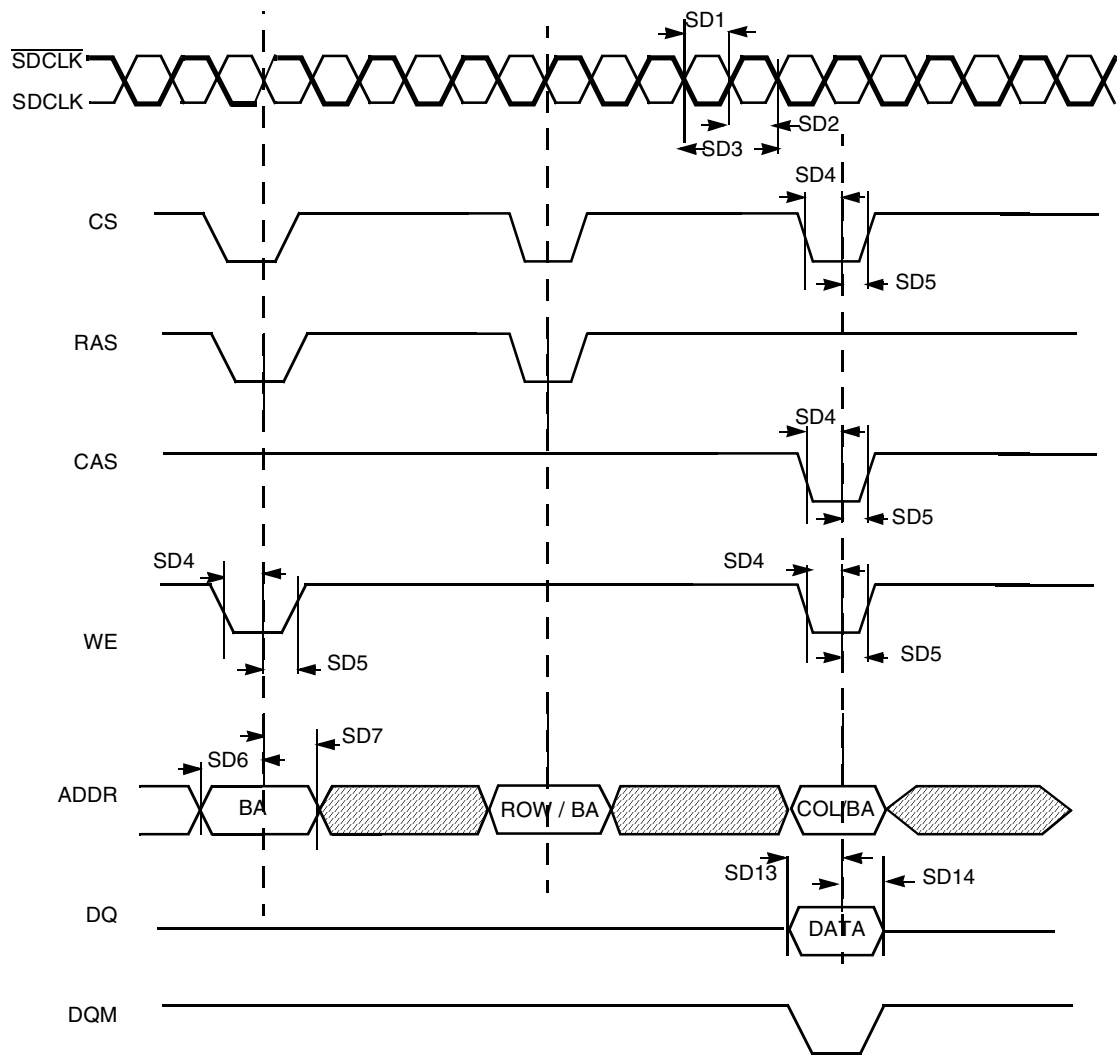 SD1
SDCLK
SDCLK
SD2
SD3
SD4
CS
SD5
RAS
SD4
CAS
SD5
SD4
SD4
WE
SD5
SD5
SD7
SD6
ADDR
BA
ROW / BA
COL/BA
SD13
SD14
DQ
DATA
DQM